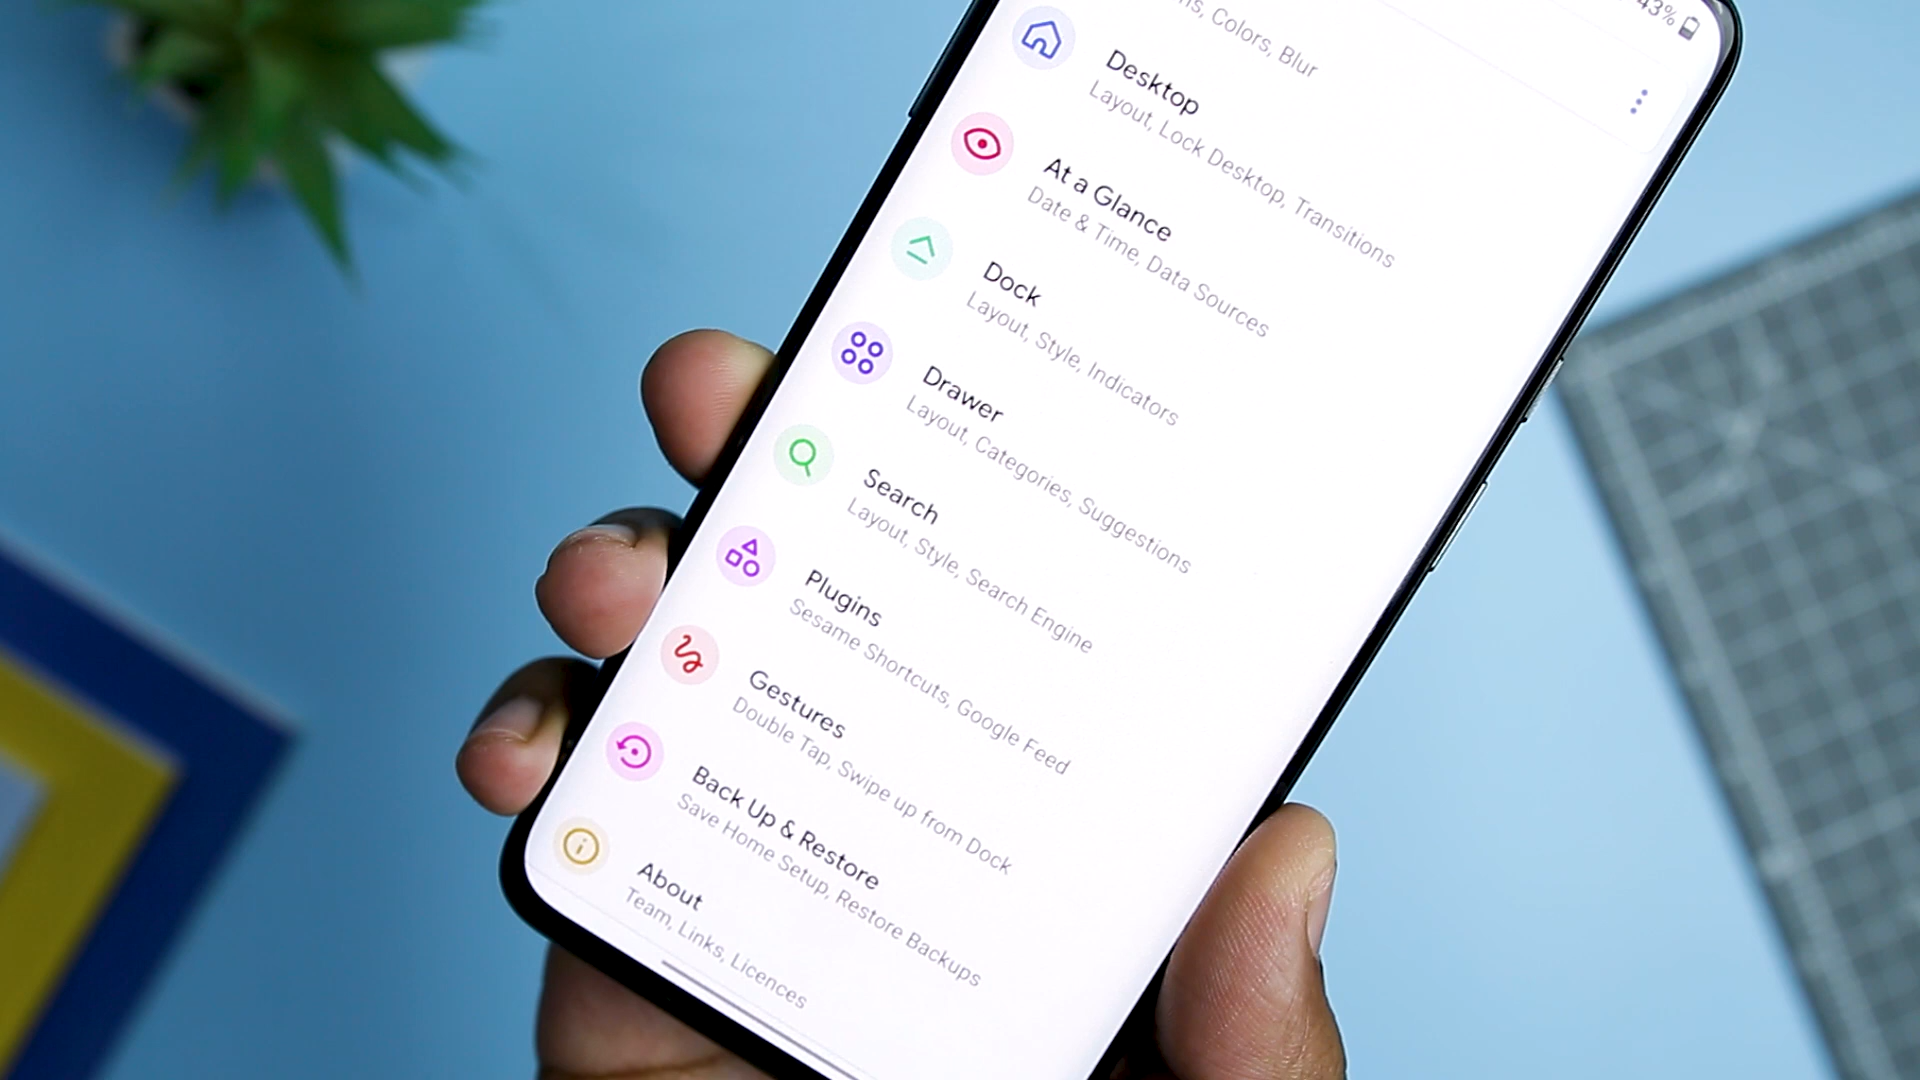 43%
Colors, Blur
Desktop
Layout, Lock Desktop, Transitions
At a Glance
Date & Time, Data Sources
Dock
Layout, Style, Indicators
Drawer
Layout, Categories, Suggestions
Search
Layout, Style, Search Engine
Plugins
Sesame Shortcuts, Google Feed
Gestures
Double Tap, Swipe up from Dock
Back Up & Restore
Save Home Setup, Restore Backups
About
Team, Links, Licences